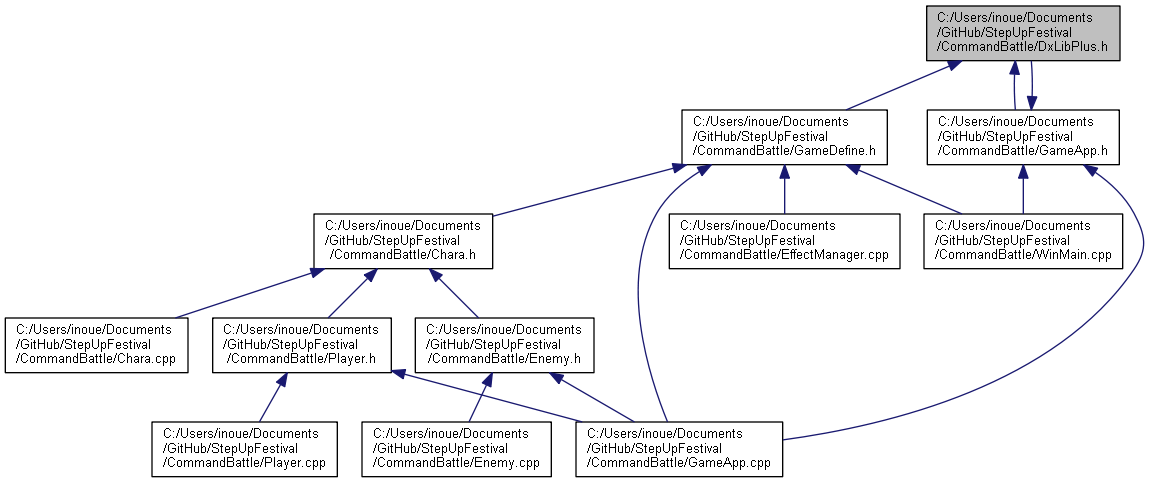 C:/Users/inoue/Documents
/GitHub/StepUpFestival
/CommandBattle/DxLibPlus.h
C:/Users/inoue/Documents
/GitHub/StepUpFestival
/CommandBattle/GameDefine.h
C:/Users/inoue/Documents
/GitHub/StepUpFestival
/CommandBattle/GameApp.h
C:/Users/inoue/Documents
/GitHub/StepUpFestival
/CommandBattle/Chara.h
C:/Users/inoue/Documents
/GitHub/StepUpFestival
/CommandBattle/EffectManager.cpp
C:/Users/inoue/Documents
/GitHub/StepUpFestival
/CommandBattle/WinMain.cpp
C:/Users/inoue/Documents
/GitHub/StepUpFestival
/CommandBattle/Chara.cpp
C:/Users/inoue/Documents
/GitHub/StepUpFestival
/CommandBattle/Player.h
C:/Users/inoue/Documents
/GitHub/StepUpFestival
/CommandBattle/Enemy.h
C:/Users/inoue/Documents
/GitHub/StepUpFestival
/CommandBattle/Player.cpp
C:/Users/inoue/Documents
/GitHub/StepUpFestival
/CommandBattle/Enemy.cpp
C:/Users/inoue/Documents
/GitHub/StepUpFestival
/CommandBattle/GameApp.cpp